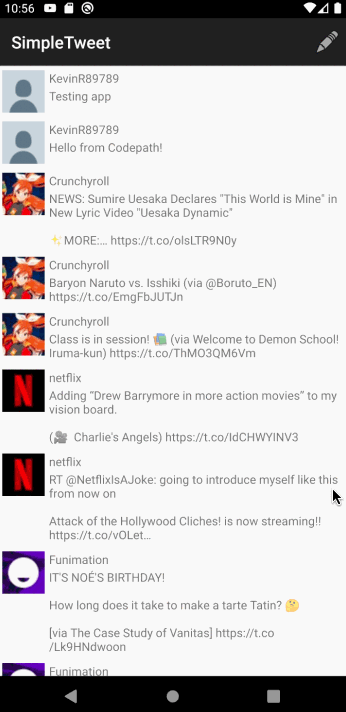 10:56
SimpleTweet
KevinR89789
Testing app
KevinR89789
Hello from Codepath!
Crunchyroll
NEWS: Sumire Uesaka Declares "This World is Mine" in
New Lyric Video "Uesaka Dynamic"
✨MORE:… https://t.co/olsLTR9N0y
Crunchyroll
Baryon Naruto vs. Isshiki (via @Boruto_EN)
https://t.co/EmgFbJUTJn
Crunchyroll
Class is in session! 📚 (via Welcome to Demon School!
Iruma-kun) https://t.co/ThMO3QM6Vm
netflix
Adding “Drew Barrymore in more action movies” to my
vision board.
(🎥 Charlie's Angels) https://t.co/IdCHWYINV3
netflix
RT @NetflixIsAJoke: going to introduce myself like this
from now on
Attack of the Hollywood Cliches! is now streaming!!
https://t.co/vOLet…
Funimation
IT'S NOÉ'S BIRTHDAY!
How long does it take to make a tarte Tatin? 🤔
[via The Case Study of Vanitas] https://t.co
/Lk9HNdwoon
Funimation